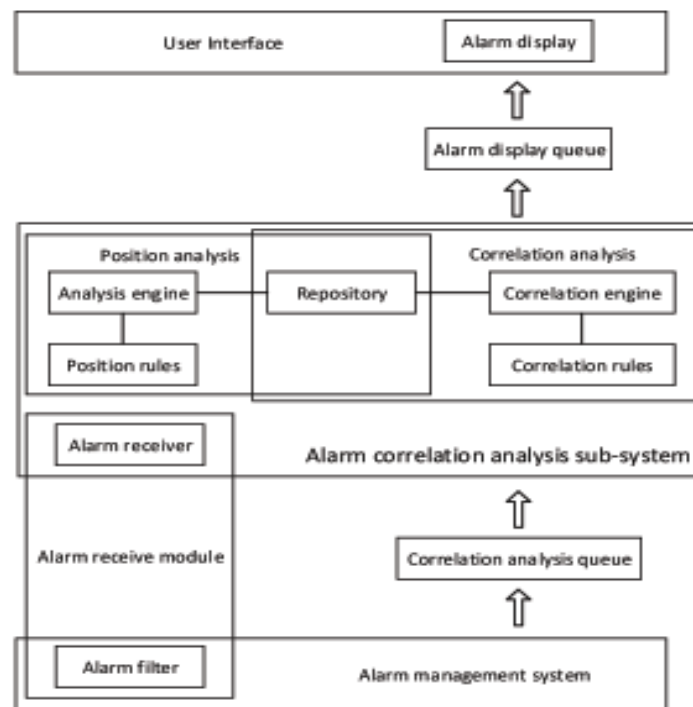 User Interface
Alarm display
Alarm display queue
Position analysis
Correlation analysis
Analysis engine
Repository
Correlation engine
Position rules
Correlation rules
Alarm receiver
Alarm correlation analysis sub-system
Alarm receive module
Correlation analysis queue
Alarm filter
Alarm management system